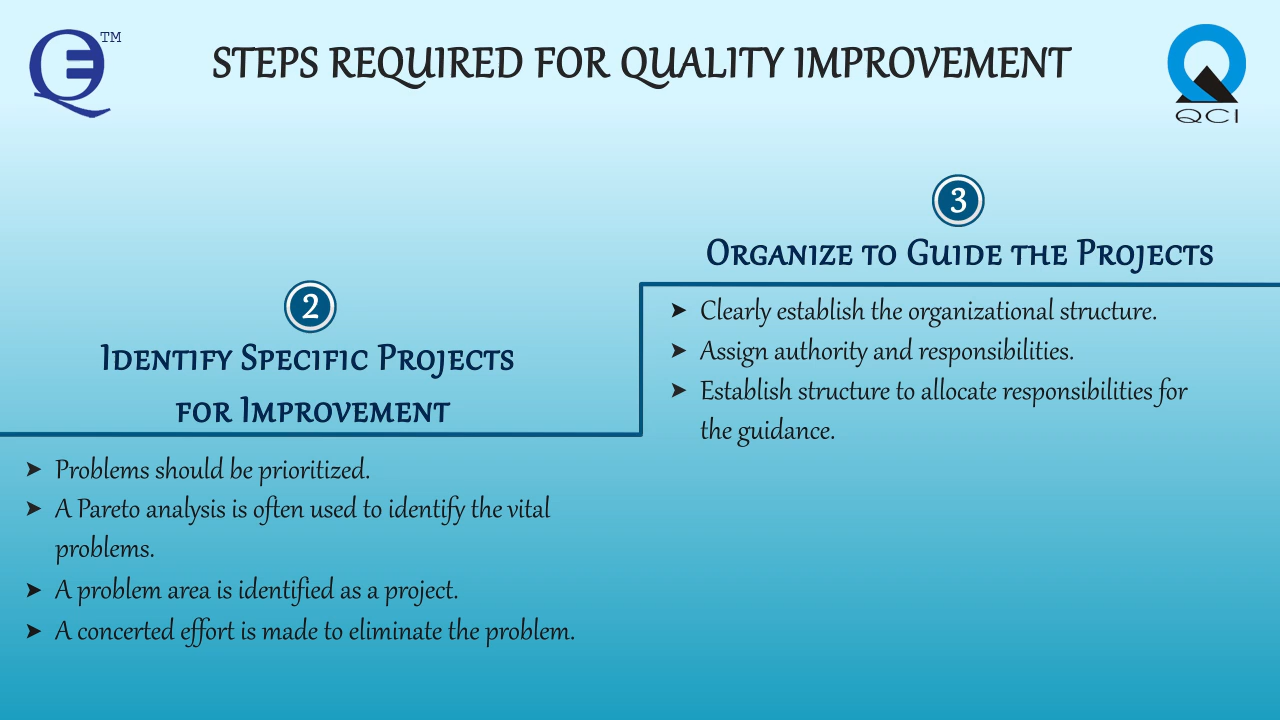 TM
STEPS REQUIRED FOR QUALITY IMPROVEMENT
QCI
2
Identify Specific Projects
for Improvement
➤ Problems should be prioritized.
➤ A Pareto analysis is often used to identify the vital
problems.
➤ A problem area is identified as a project.
➤ A concerted effort is made to eliminate the problem.
3
Organize to Guide the Projects
➤ Clearly establish the organizational structure.
➤ Assign authority and responsibilities.
➤ Establish structure to allocate responsibilities for
the guidance.